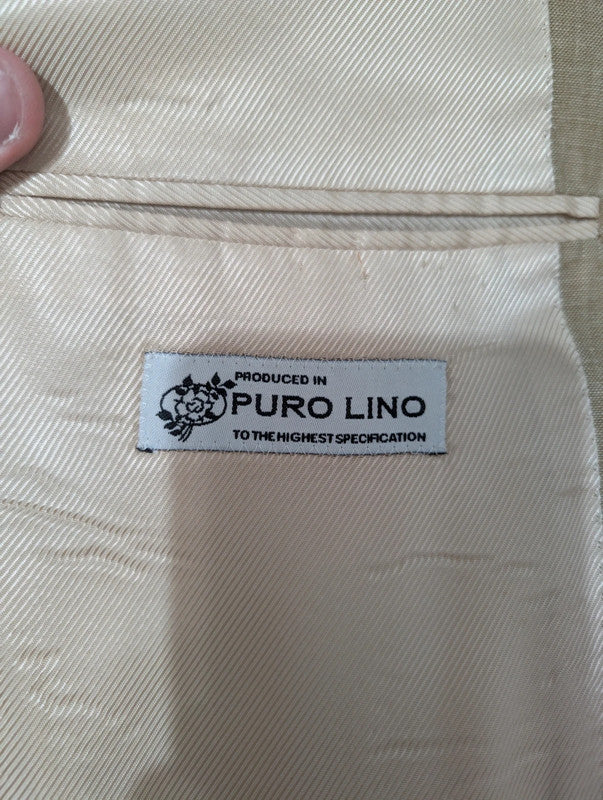 PRODUCED IN
PURO LINO
TO THE HIGHEST SPECIFICATION